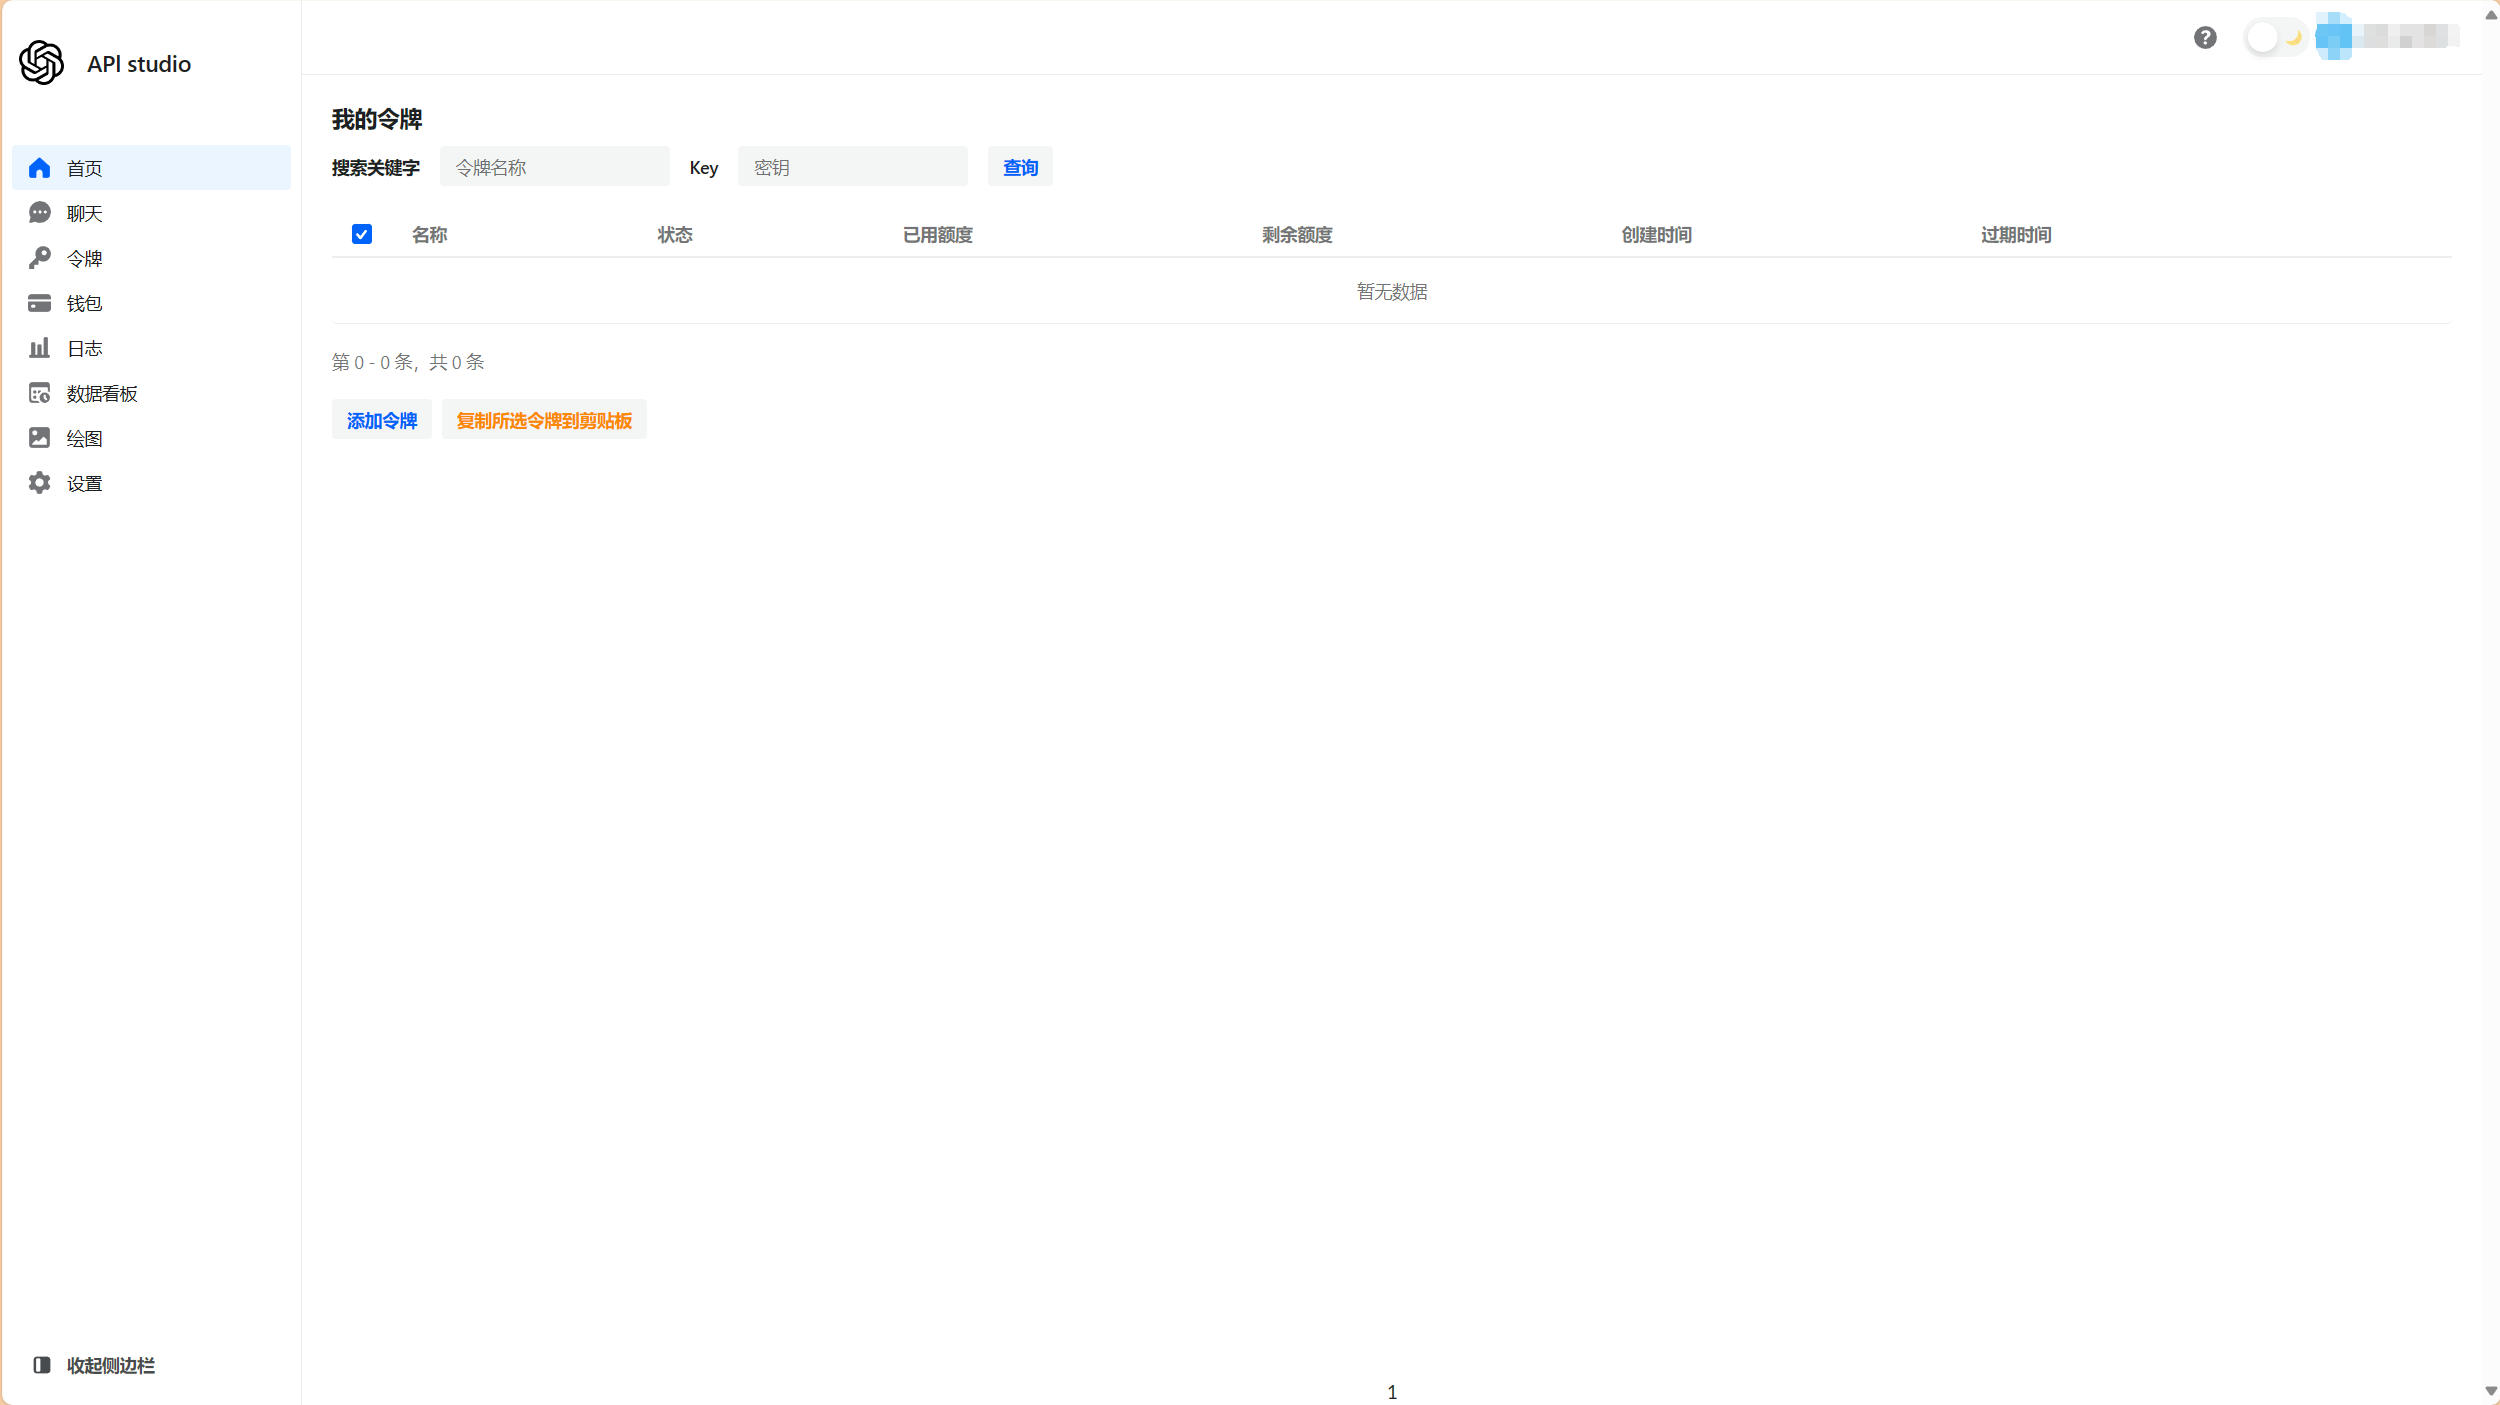 API studio
首页
聊天
令牌
钱包
日志
数据看板
绘图
设置
收起侧边栏
我的令牌
搜索关键字 令牌名称 Key 密钥 查询
名称 状态 已用额度 剩余额度 创建时间 过期时间
暂无数据
第 0 - 0 条，共 0 条
添加令牌 复制所选令牌到剪贴板
1